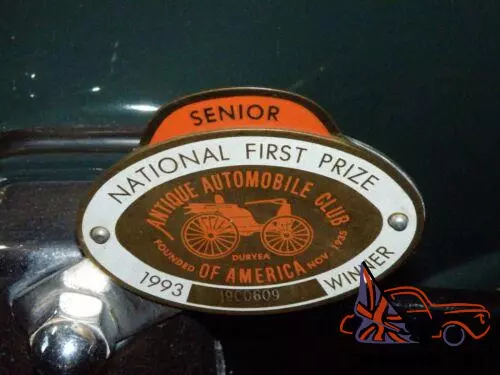 SENIOR
NATIONAL FIRST PRIZE
ANTIQUE AUTOMOBILE CLUB
DURYEA
FOUNDED NOV. 1935
OF AMERICA
1993 WINNER
19C0609